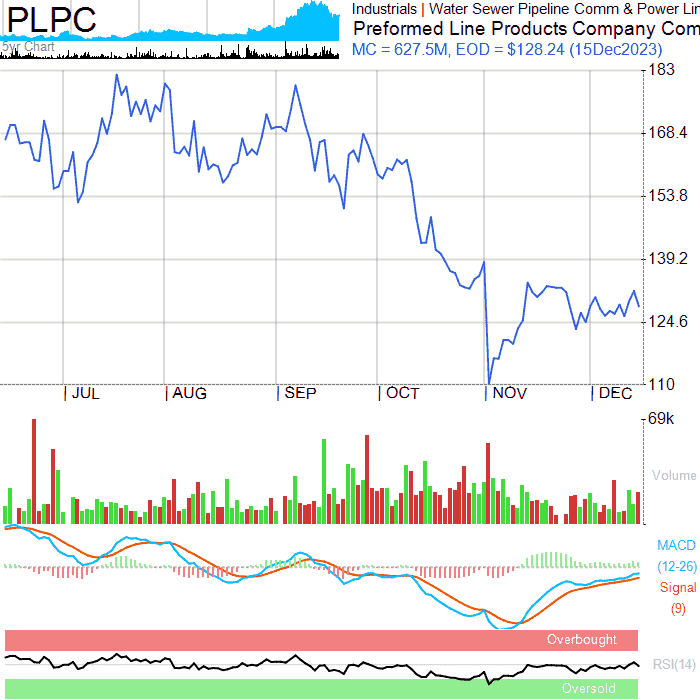 PLPC
5yr Chart
Industrials | Water Sewer Pipeline Comm & Power Lin
Preformed Line Products Company Com
MC = 627.5M, EOD = $128.24 (15Dec2023)
183
168.4
153.8
139.2
124.6
110
JUL AUG SEP OCT NOV DEC
69k
Volume
MACD
(12-26)
Signal
(9)
Overbought
RSI(14)
Oversold